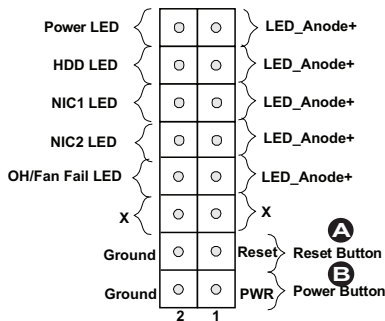 Power LED LED_Anode+
HDD LED LED_Anode+
NIC1 LED LED_Anode+
NIC2 LED LED_Anode+
OH/Fan Fail LED LED_Anode+
X X
A
Ground Reset Reset Button
B
Ground PWR Power Button
2 1